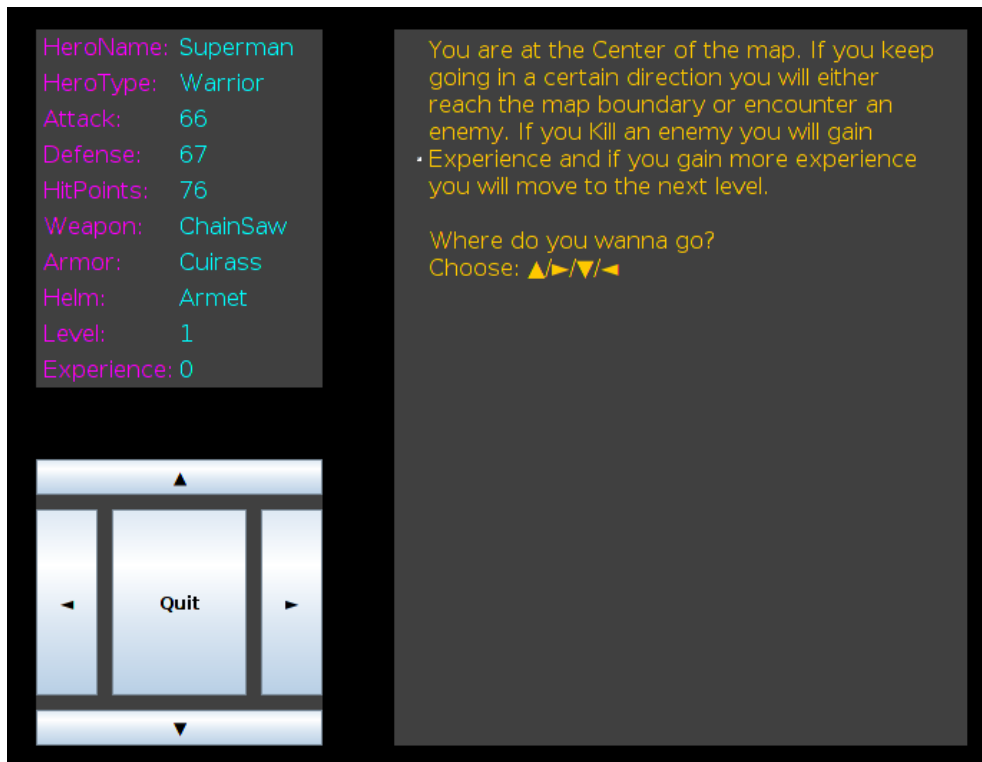 HeroName: Superman
HeroType: Warrior
Attack: 66
Defense: 67
HitPoints: 76
Weapon: ChainSaw
Armor: Cuirass
Helm: Armet
Level: 1
Experience: 0
You are at the Center of the map. If you keep
going in a certain direction you will either
reach the map boundary or encounter an
enemy. If you Kill an enemy you will gain
Experience and if you gain more experience
you will move to the next level.
Where do you wanna go?
Choose: ▲/►/▼/◄
▲
◄ Quit ►
▼